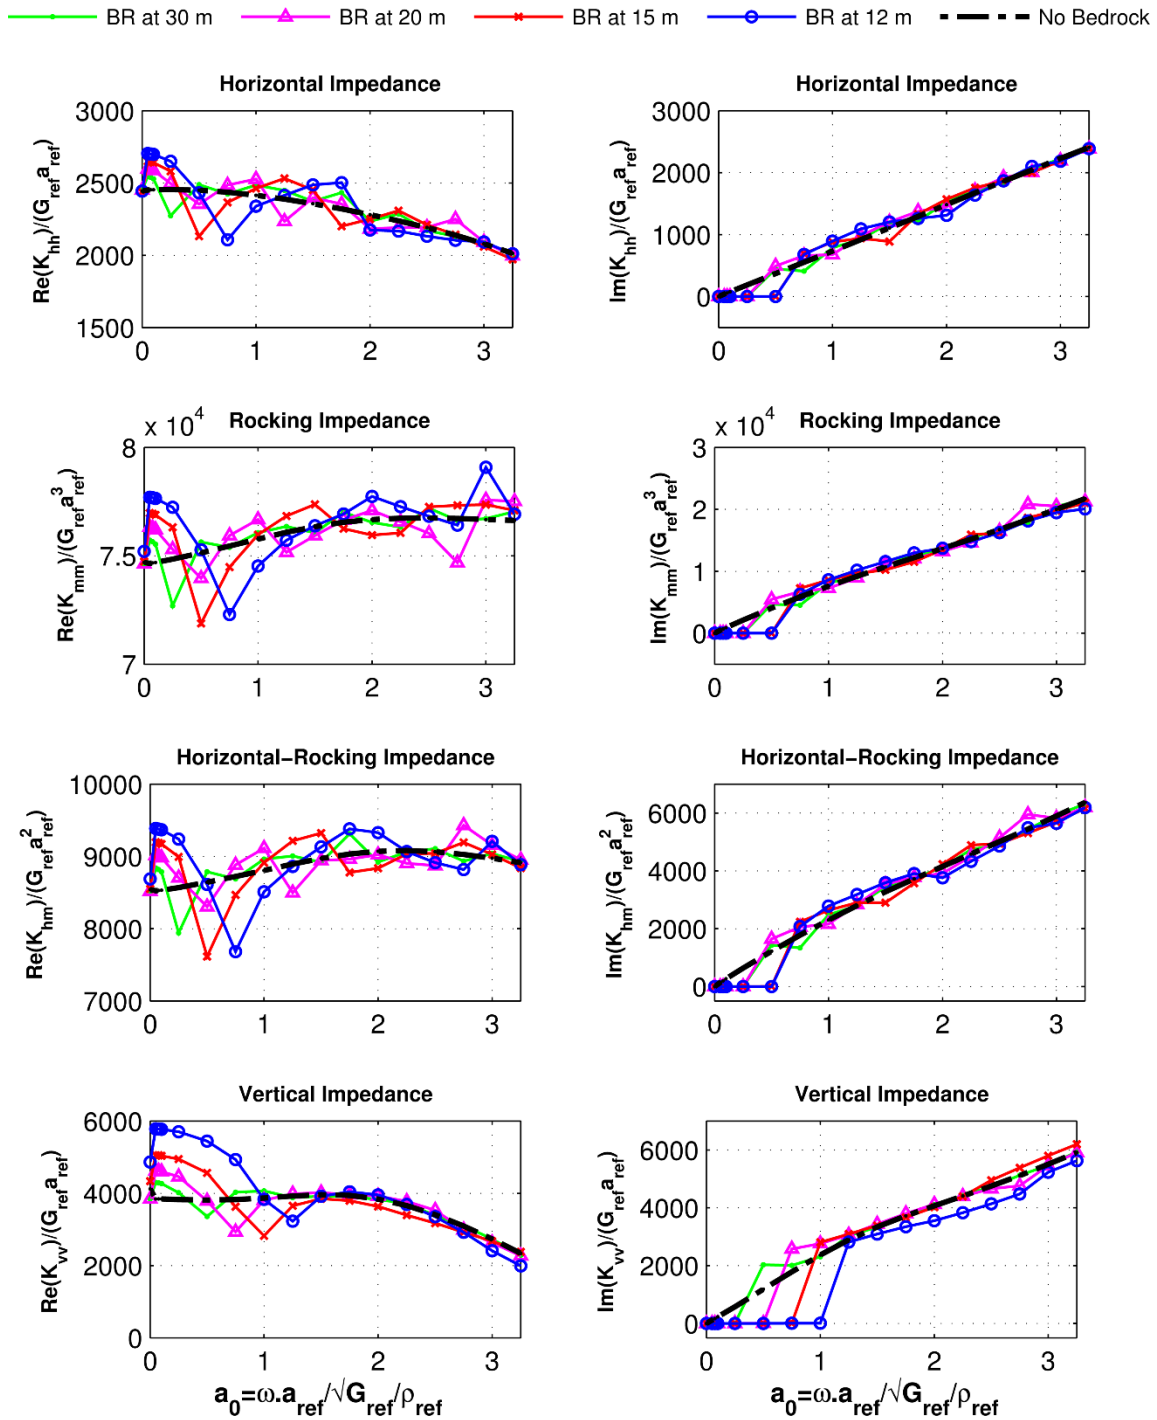 BR at 30 m BR at 20 m BR at 15 m BR at 12 m No Bedrock
Horizontal Impedance
Re(K_hh)/(G_ref a_ref)
3000
2500
2000
1500
0 1 2 3
Horizontal Impedance
Im(K_hh)/(G_ref a_ref)
3000
2000
1000
0
0 1 2 3
x 10^4 Rocking Impedance
Re(K_mm)/(G_ref a^3_ref)
8
7.5
7
0 1 2 3
x 10^4 Rocking Impedance
Im(K_mm)/(G_ref a^3_ref)
3
2
1
0
0 1 2 3
Horizontal–Rocking Impedance
Re(K_hm)/(G_ref a^2_ref)
10000
9000
8000
7000
0 1 2 3
Horizontal–Rocking Impedance
Im(K_hm)/(G_ref a^2_ref)
6000
4000
2000
0
0 1 2 3
Vertical Impedance
Re(K_vv)/(G_ref a_ref)
6000
4000
2000
0
0 1 2 3
a_0=ω.a_ref/√G_ref/ρ_ref
Vertical Impedance
Im(K_vv)/(G_ref a_ref)
6000
4000
2000
0
0 1 2 3
a_0=ω.a_ref/√G_ref/ρ_ref